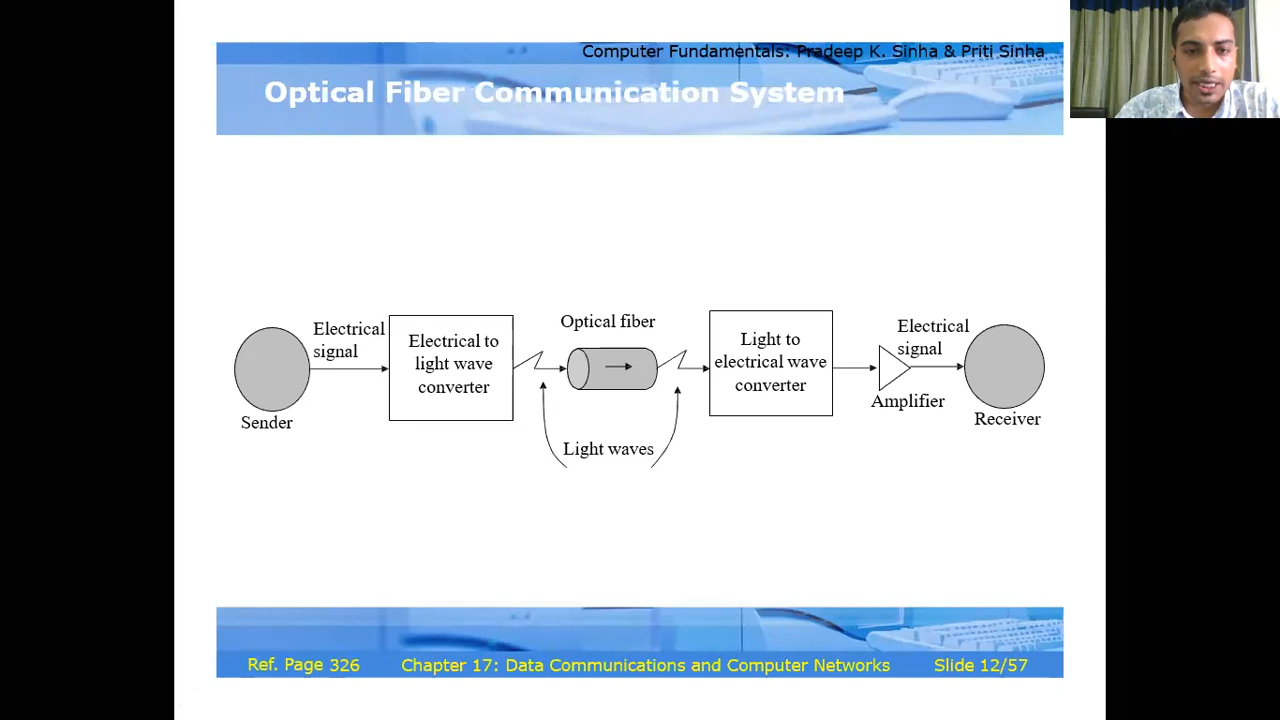 Computer Fundamentals: Pradeep K. Sinha & Priti Sinha
Optical Fiber Communication System
Electrical
signal
Electrical to
light wave
converter
Optical fiber
Light to
electrical wave
converter
Electrical
signal
Sender
Light waves
Amplifier
Receiver
Ref. Page 326
Chapter 17: Data Communications and Computer Networks
Slide 12/57